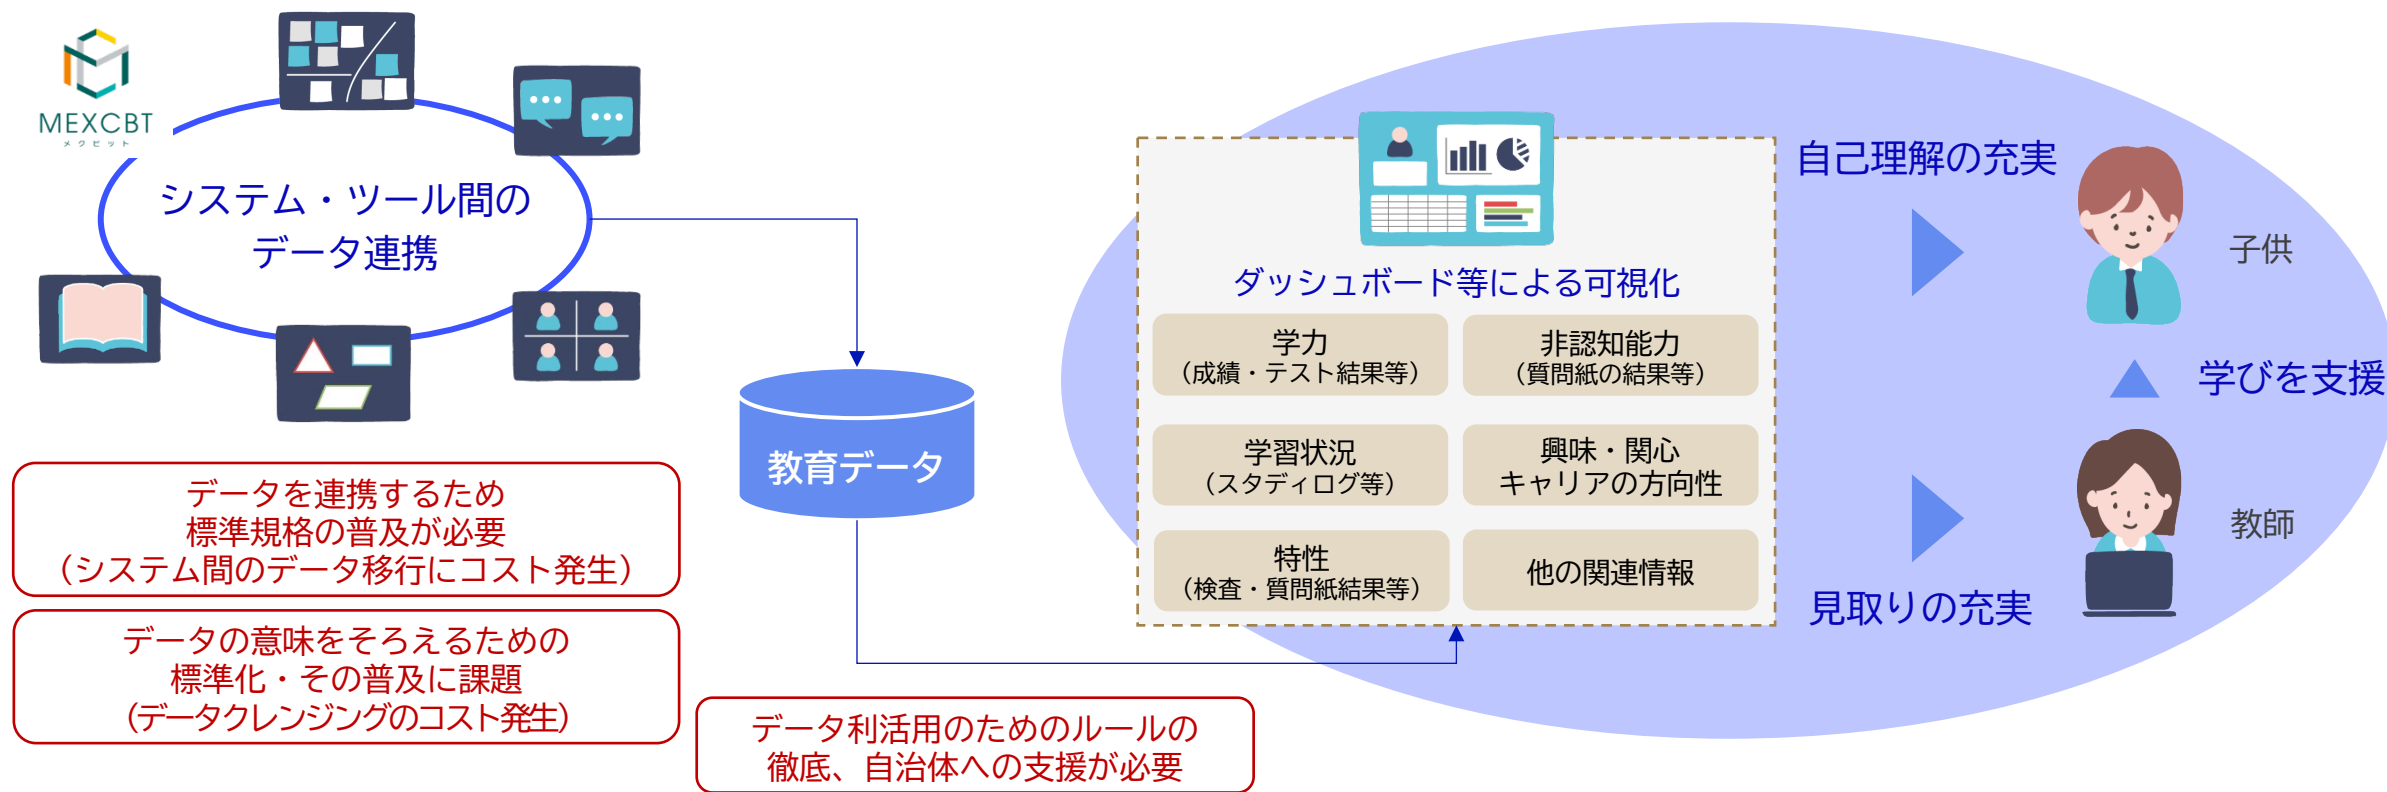 MEXCBT
メクビット
システム・ツール間の
データ連携
データを連携するため
標準規格の普及が必要
（システム間のデータ移行にコスト発生）
データの意味をそろえるための
標準化・その普及に課題
（データクレンジングのコスト発生）
教育データ
データ利活用のためのルールの
徹底、自治体への支援が必要
ダッシュボード等による可視化
学力
（成績・テスト結果等）
非認知能力
（質問紙の結果等）
学習状況
（スタディログ等）
興味・関心
キャリアの方向性
特性
（検査・質問紙結果等）
他の関連情報
自己理解の充実
子供
学びを支援
教師
見取りの充実